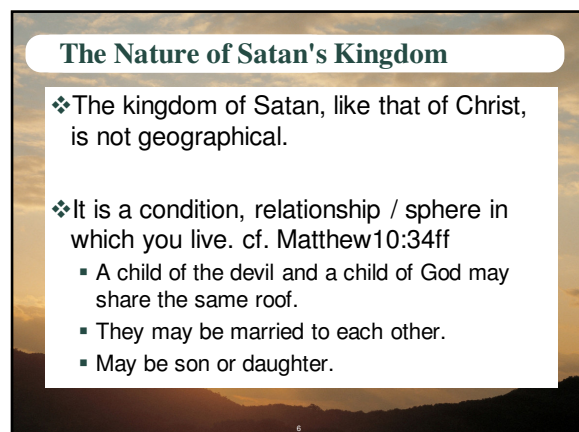 The Nature of Satan's Kingdom
❖The kingdom of Satan, like that of Christ,
is not geographical.
❖It is a condition, relationship / sphere in
which you live. cf. Matthew10:34ff
▪ A child of the devil and a child of God may
share the same roof.
▪ They may be married to each other.
▪ May be son or daughter.
6